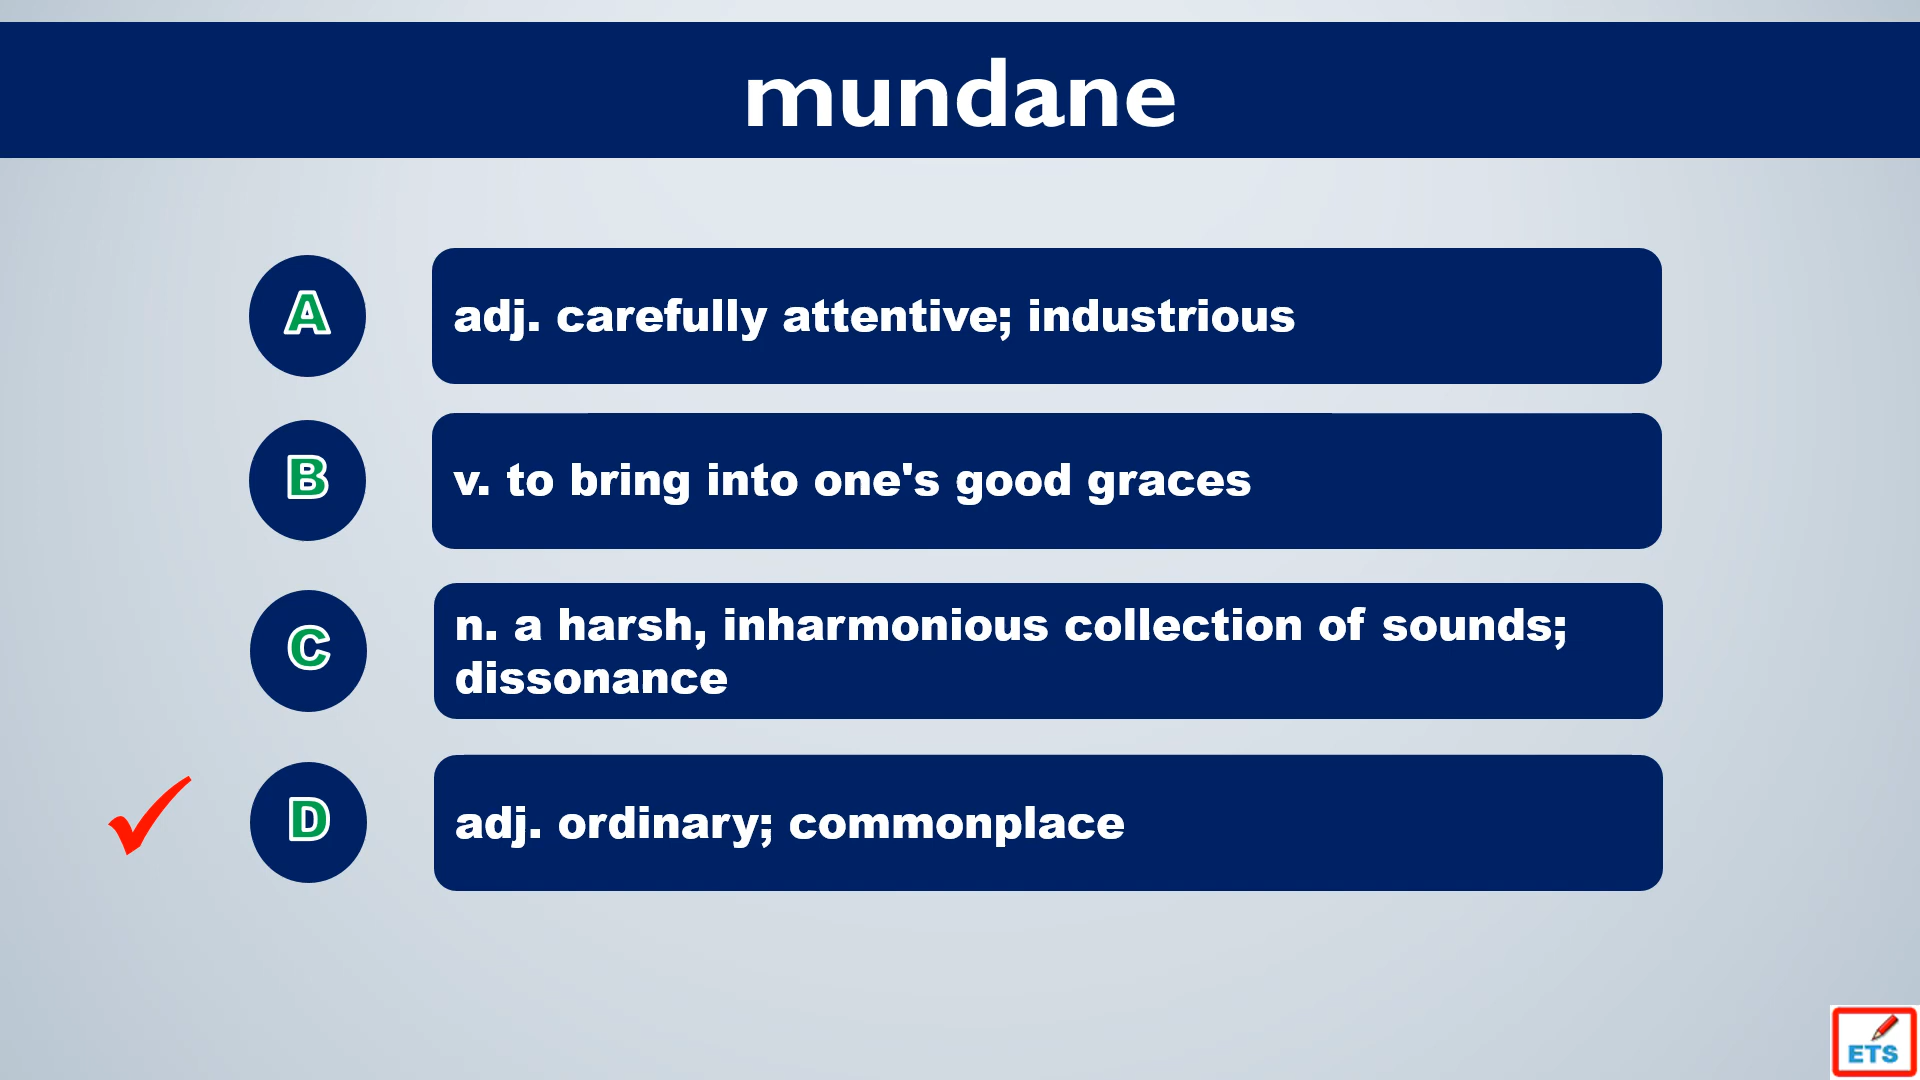 mundane
A
adj. carefully attentive; industrious
B
v. to bring into one's good graces
C
n. a harsh, inharmonious collection of sounds;
dissonance
D
adj. ordinary; commonplace
ETS